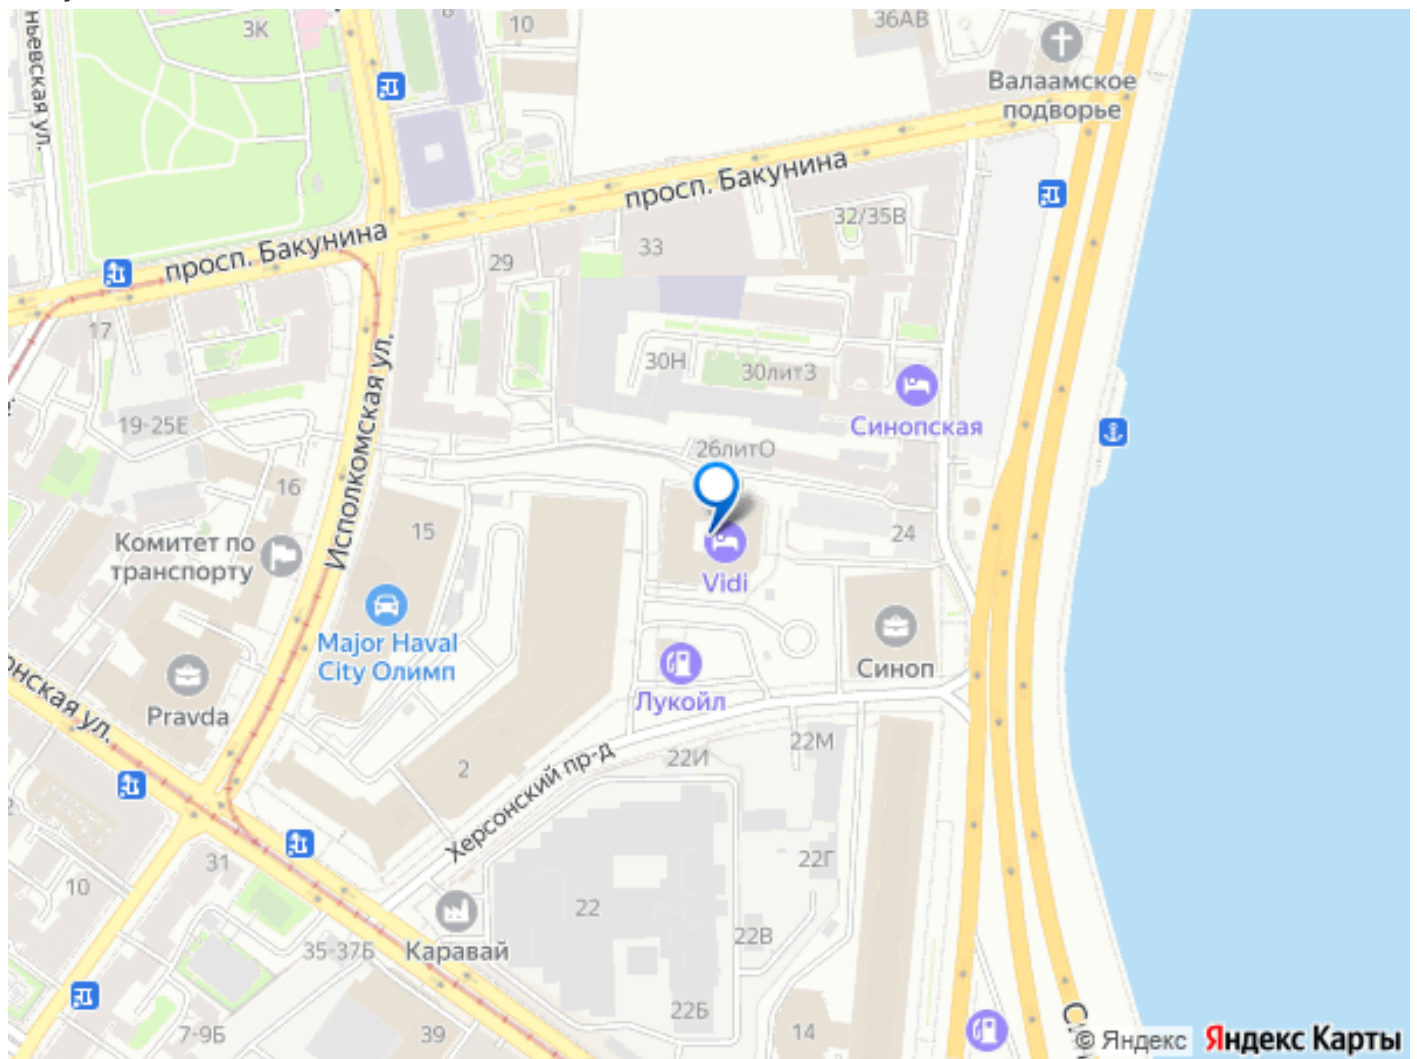 3К
10
36АВ
Валаамское
подворье
просп. Бакунина
32/35В
33
просп. Бакунина
29
17
30Н
30литЗ
Синопская
19-25Е
26литО
Исполкомская ул.
16
15
24
Комитет по
транспорту
Vidi
Major Haval
City Олимп
Синоп
Лукойл
Pravda
22М
22И
2
Херсонский пр-д
22Г
31
10
22
35-37Б
Каравай
22В
22Б
7-9Б
39
14
© Яндекс
Яндекс Карты